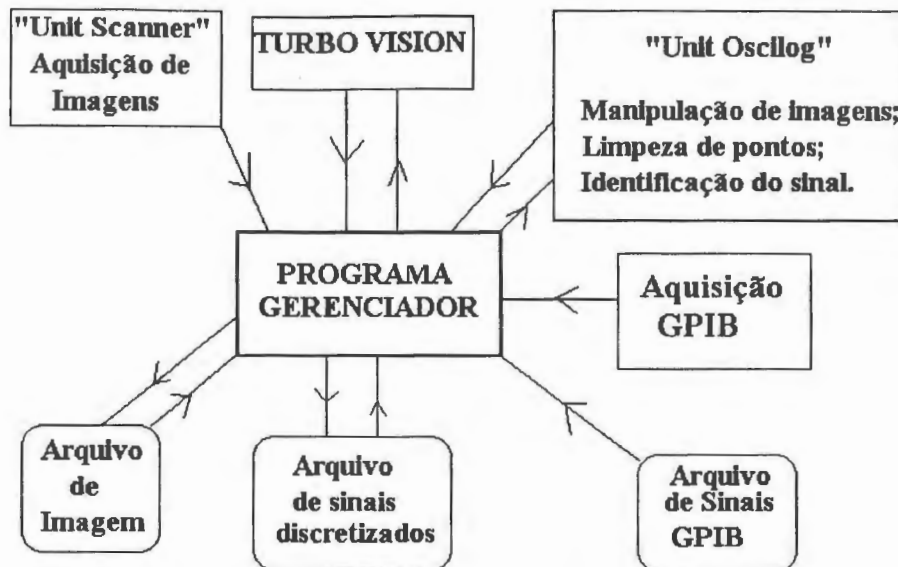 "Unit Scanner"
Aquisição de
Imagens
TURBO VISION
"Unit Oscilog"
Manipulação de imagens;
Limpeza de pontos;
Identificação do sinal.
PROGRAMA
GERENCIADOR
Aquisição
GPIB
Arquivo
de
Imagem
Arquivo
de sinais
discretizados
Arquivo
de Sinais
GPIB